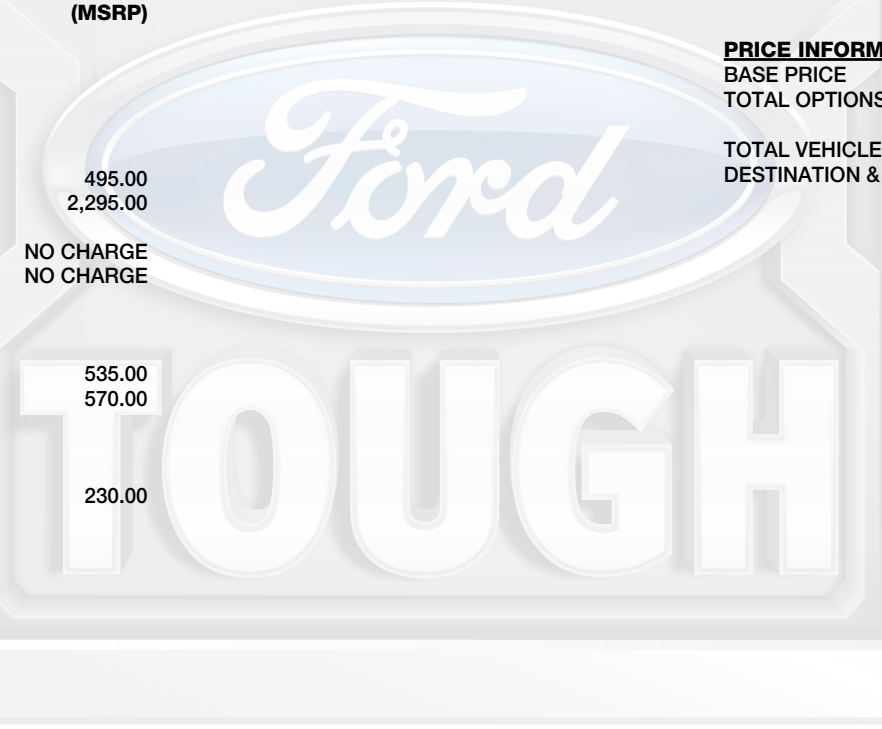 (MSRP)
495.00
2,295.00
NO CHARGE
NO CHARGE
535.00
570.00
230.00
PRICE INFORM
BASE PRICE
TOTAL OPTIONS
TOTAL VEHICLE
DESTINATION &
Ford
TOUGH